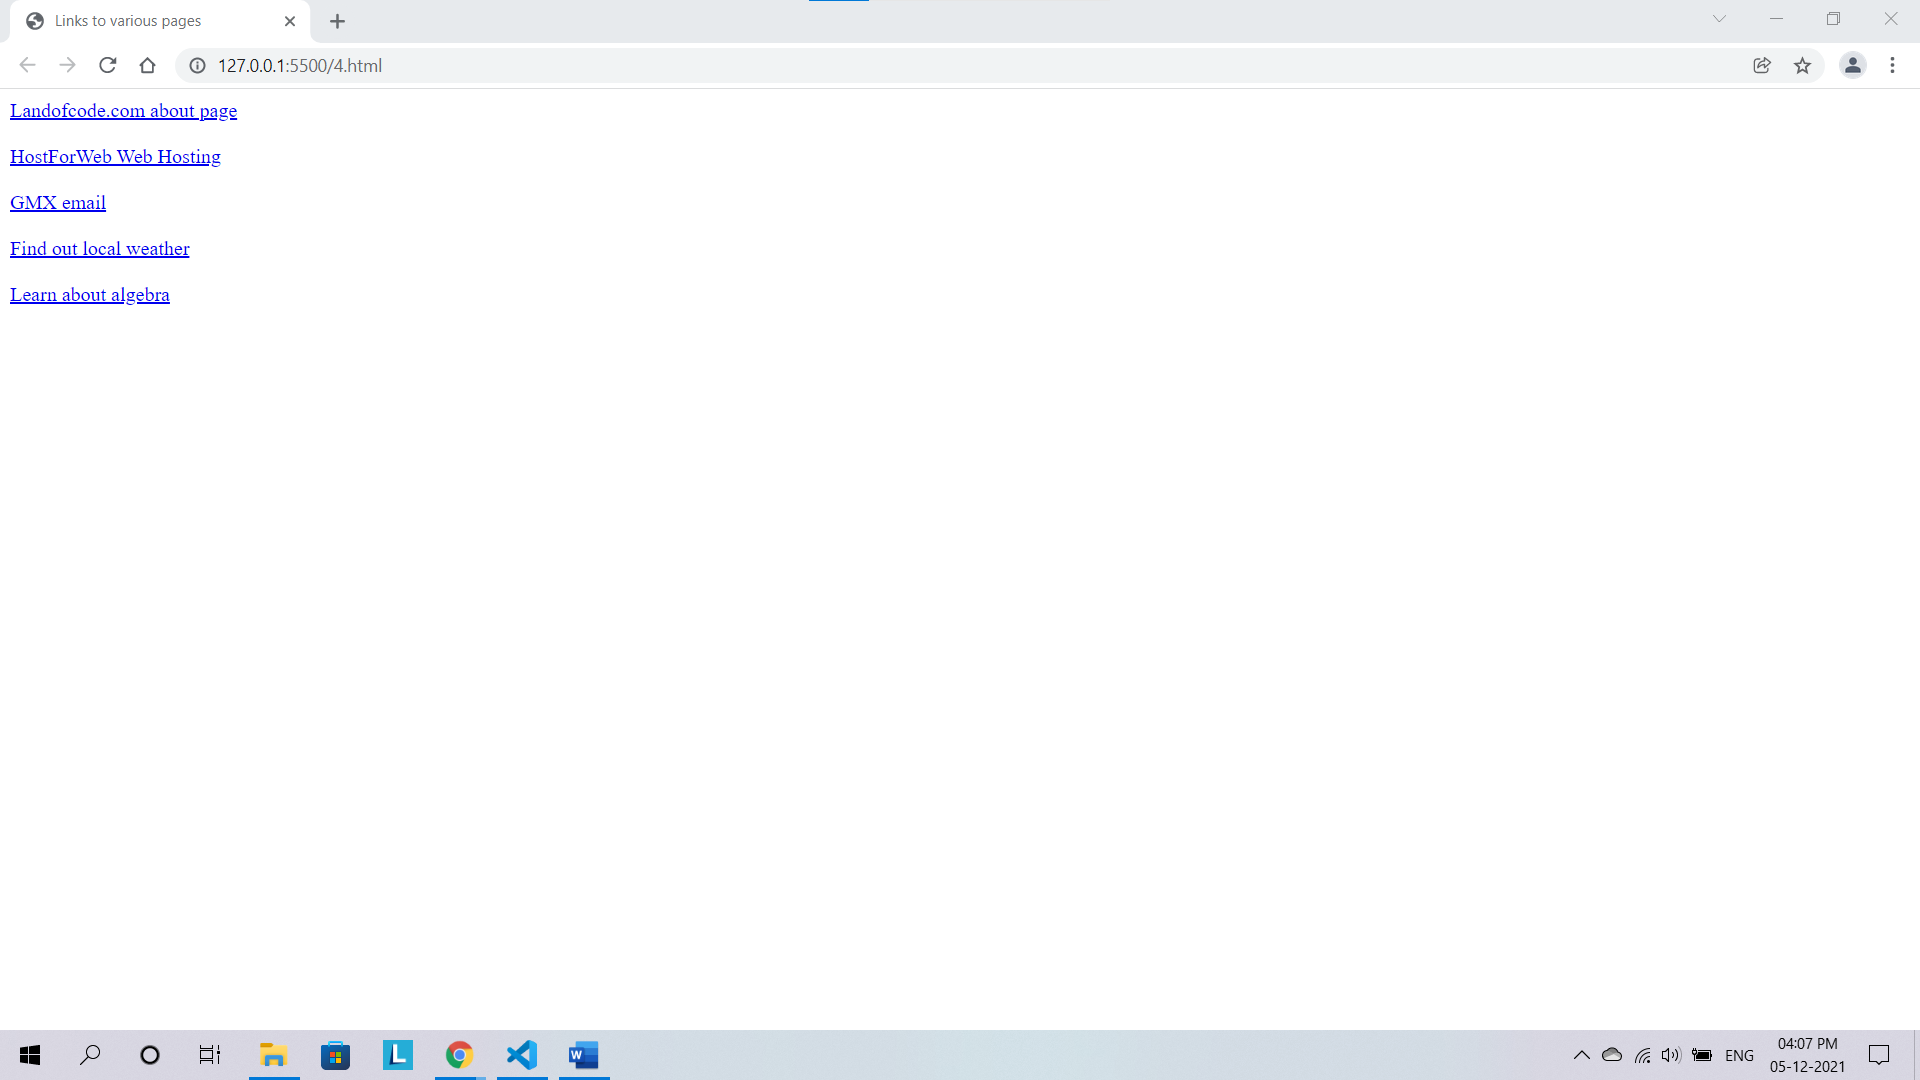 Links to various pages
127.0.0.1:5500/4.html
Landofcode.com about page
HostForWeb Web Hosting
GMX email
Find out local weather
Learn about algebra
L
W
ENG
04:07 PM
05-12-2021